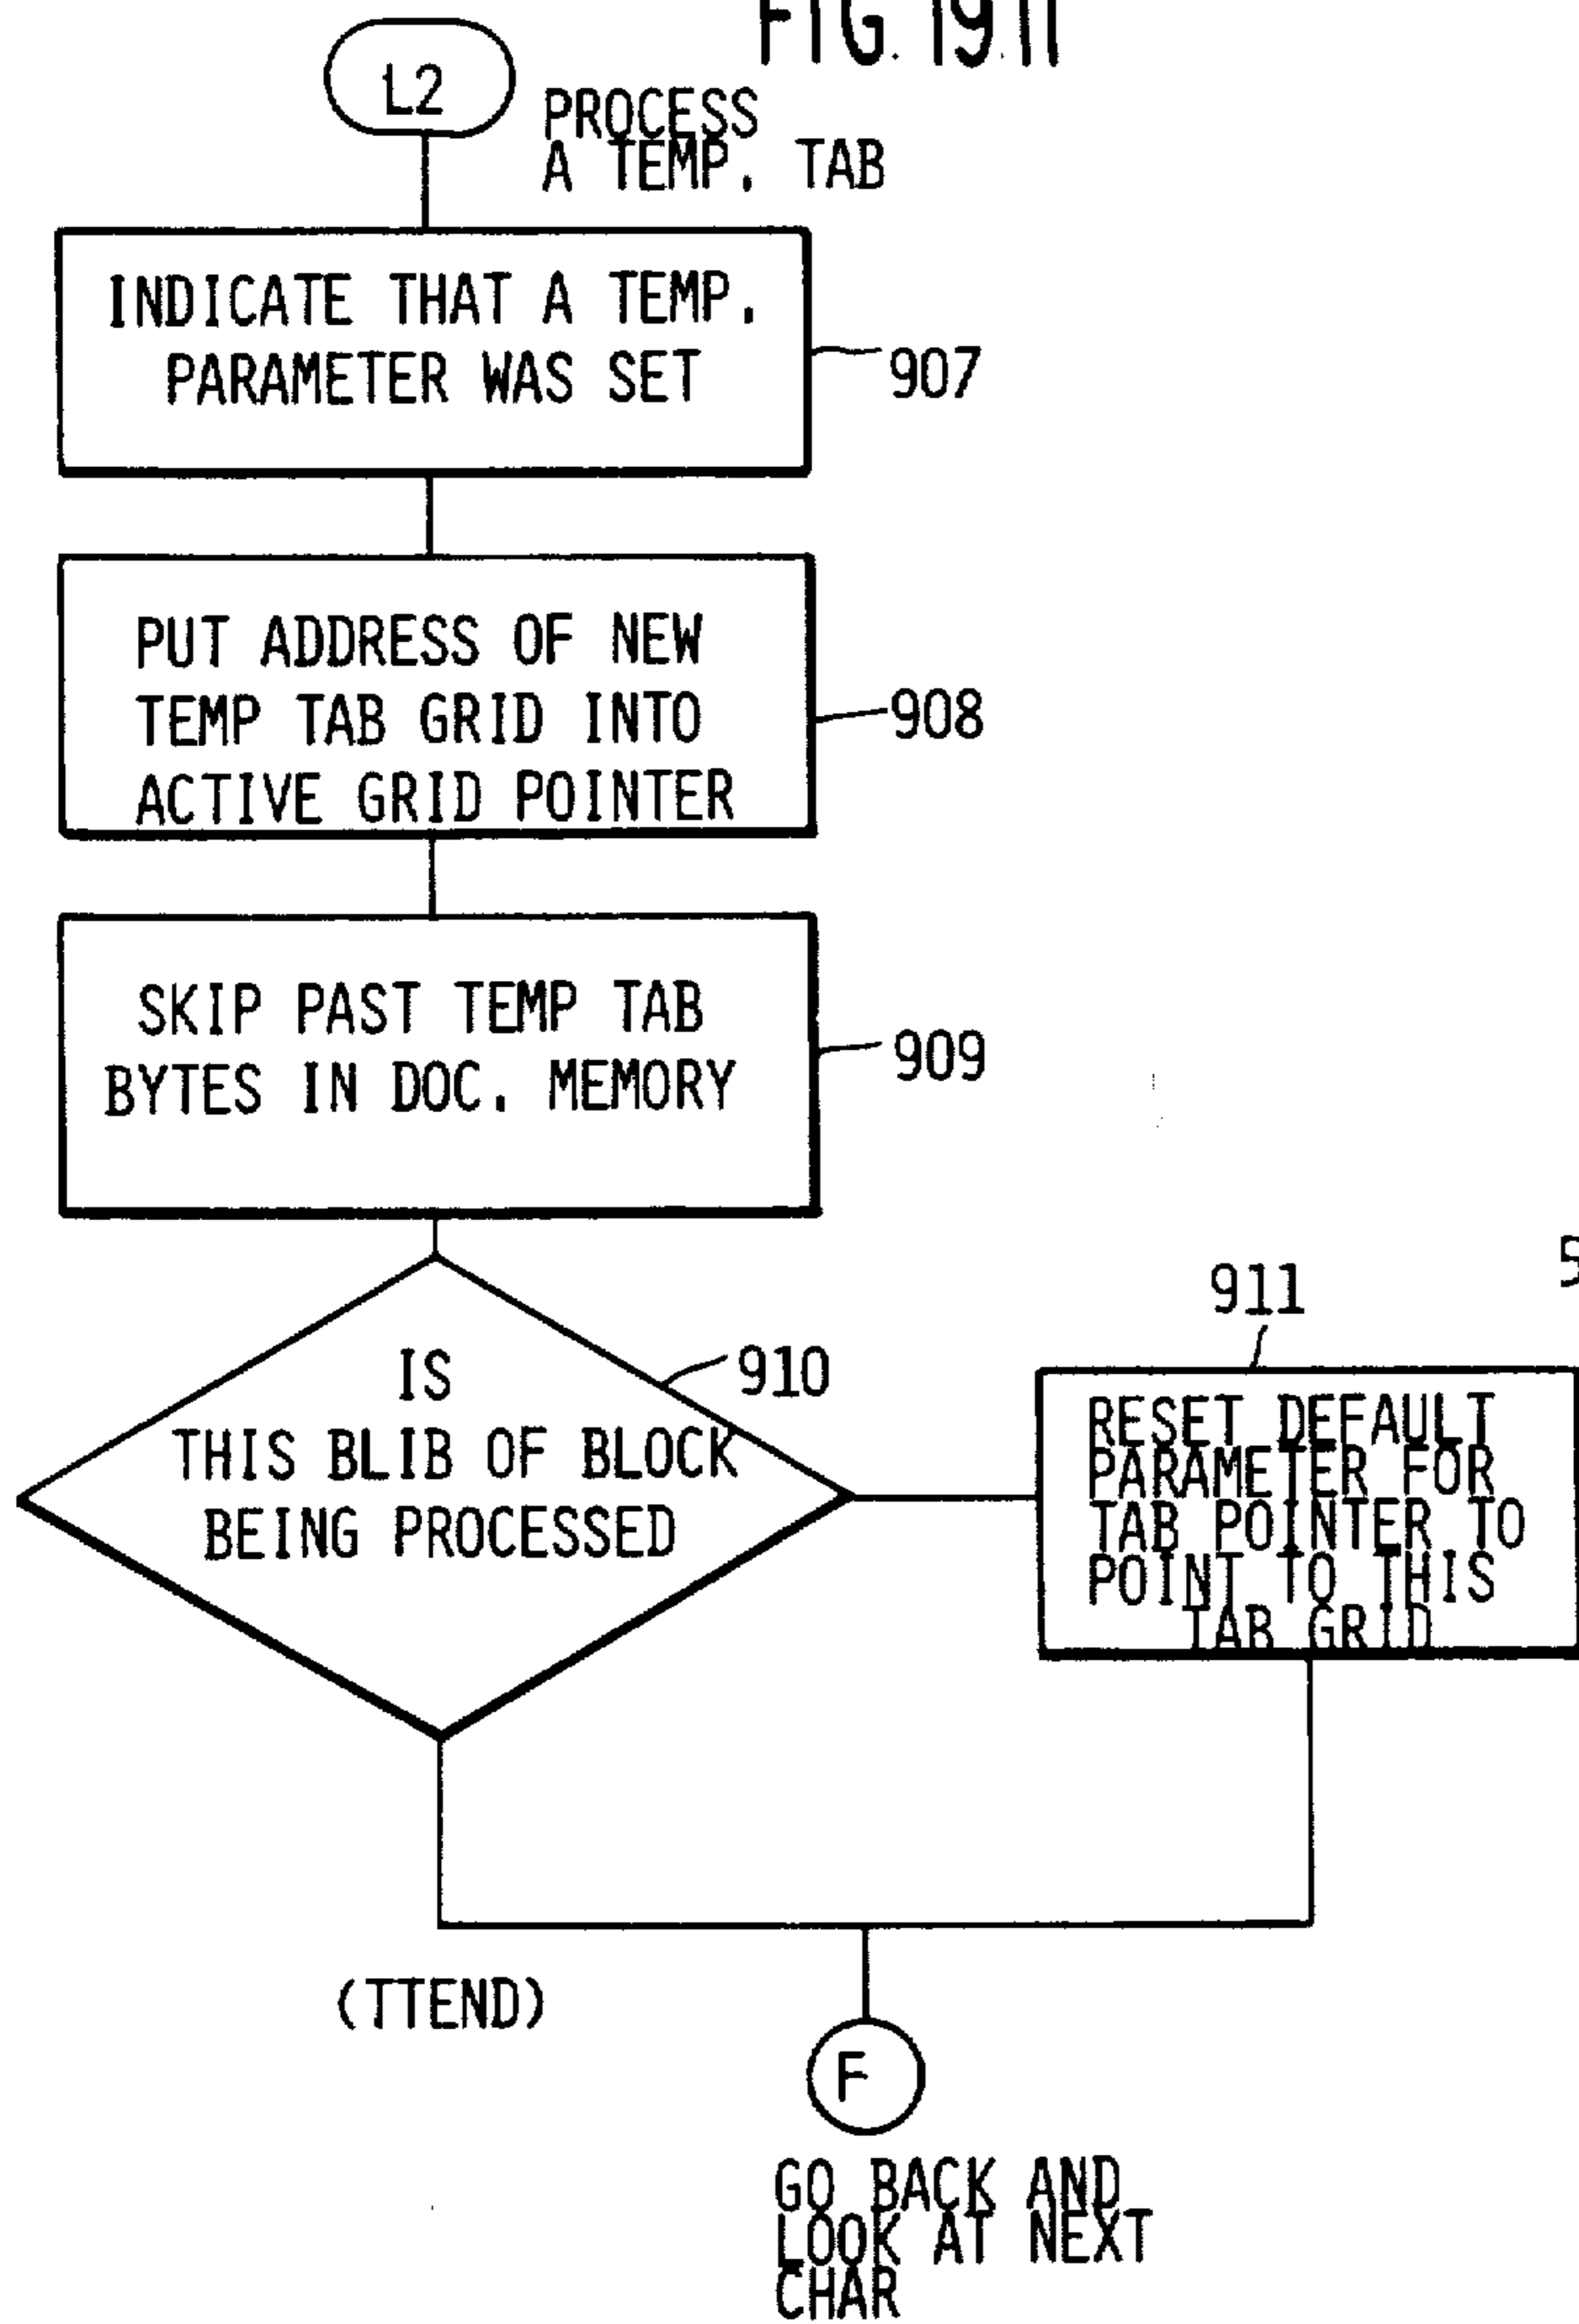 FIG. 19.11
L2
PROCESS
A TEMP. TAB
INDICATE THAT A TEMP.
PARAMETER WAS SET
907
PUT ADDRESS OF NEW
TEMP TAB GRID INTO
ACTIVE GRID POINTER
908
SKIP PAST TEMP TAB
BYTES IN DOC. MEMORY
909
IS
THIS BLIB OF BLOCK
BEING PROCESSED
910
911
RESET DEFAULT
PARAMETER FOR
TAB POINTER TO
POINT TO THIS
TAB GRID
(TTEND)
F
GO BACK AND
LOOK AT NEXT
CHAR